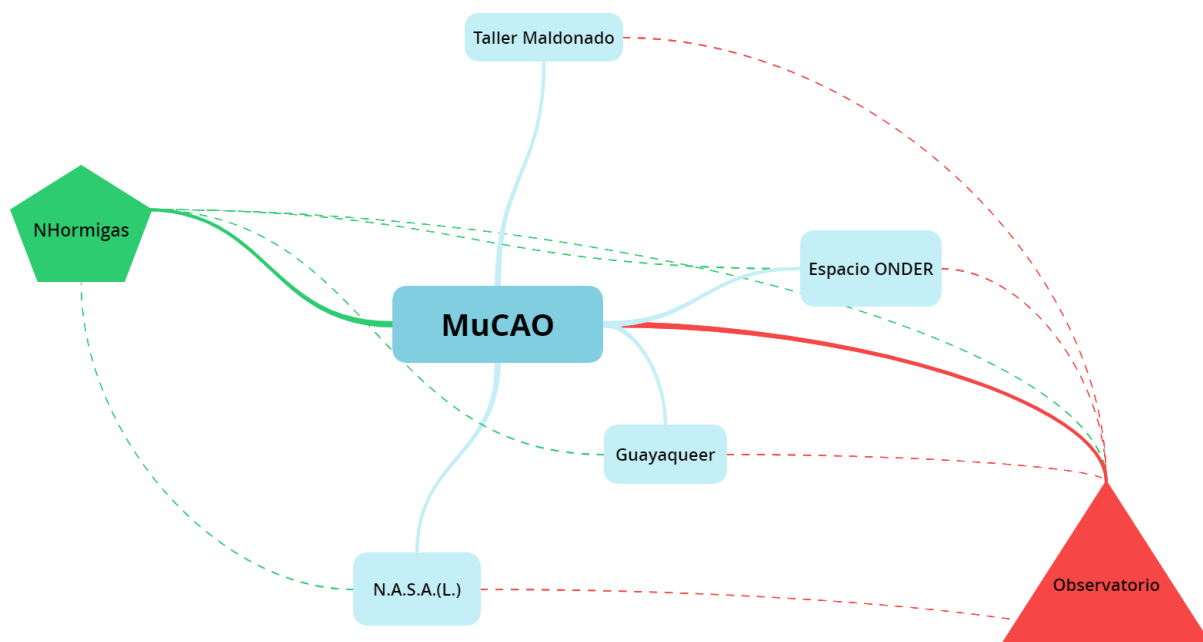 Taller Maldonado
NHormigas
Espacio ONDER
MuCAO
Guayaqueer
N.A.S.A.(L.)
Observatorio